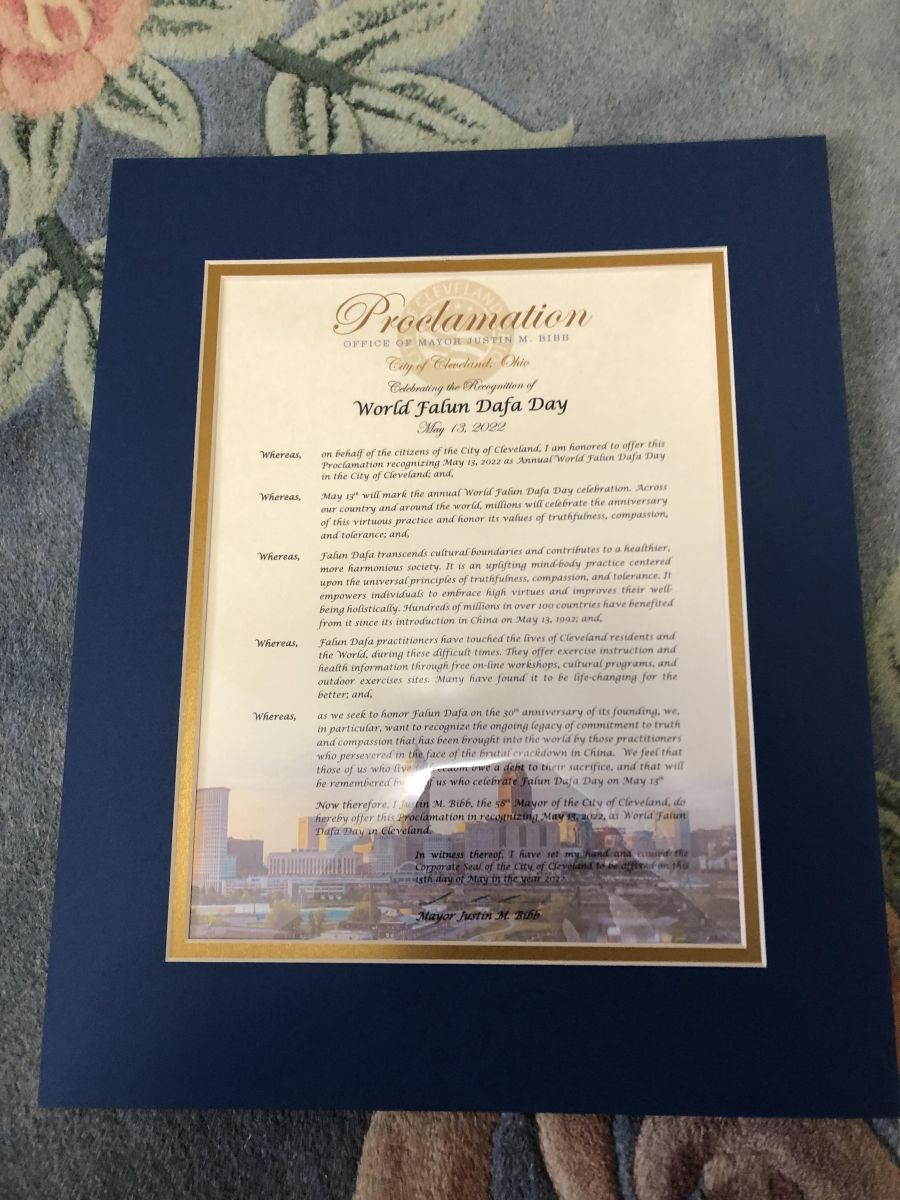 CLEVELAND
Proclamation
OFFICE OF MAYOR JUSTIN M. BIBB
City of Cleveland, Ohio
Celebrating the Recognition of
World Falun Dafa Day
May 13, 2022
Whereas, on behalf of the citizens of the City of Cleveland, I am honored to offer this
Proclamation recognizing May 13, 2022 as Annual World Falun Dafa Day
in the City of Cleveland; and,
Whereas, May 13th will mark the annual World Falun Dafa Day celebration. Across
our country and around the world, millions will celebrate the anniversary
of this virtuous practice and honor its values of truthfulness, compassion,
and tolerance; and,
Whereas, Falun Dafa transcends cultural boundaries and contributes to a healthier,
more harmonious society. It is an uplifting mind-body practice centered
upon the universal principles of truthfulness, compassion, and tolerance. It
empowers individuals to embrace high virtues and improves their well-
being holistically. Hundreds of millions in over 100 countries have benefited
from it since its introduction in China on May 13, 1992; and,
Whereas, Falun Dafa practitioners have touched the lives of Cleveland residents and
the World, during these difficult times. They offer exercise instruction and
health information through free on-line workshops, cultural programs, and
outdoor exercises sites. Many have found it to be life-changing for the
better; and,
Whereas, as we seek to honor Falun Dafa on the 30th anniversary of its founding, we,
in particular, want to recognize the ongoing legacy of commitment to truth
and compassion that has been brought into the world by those practitioners
who persevered in the face of the brutal crackdown in China. We feel that
those of us who live freedom owe a debt to their sacrifice, and that will
be remembered of us who celebrate Falun Dafa Day on May 13th
Now therefore, I Justin M. Bibb, the 58th Mayor of the City of Cleveland, do
hereby offer this Proclamation in recognizing May 13, 2022, as World Falun
Dafa Day in Cleveland.
In witness thereof, I have set my hand and caused the
Corporate Seal of the City of Cleveland to be affixed on this
13th day of May in the year 2022.
Mayor Justin M. Bibb